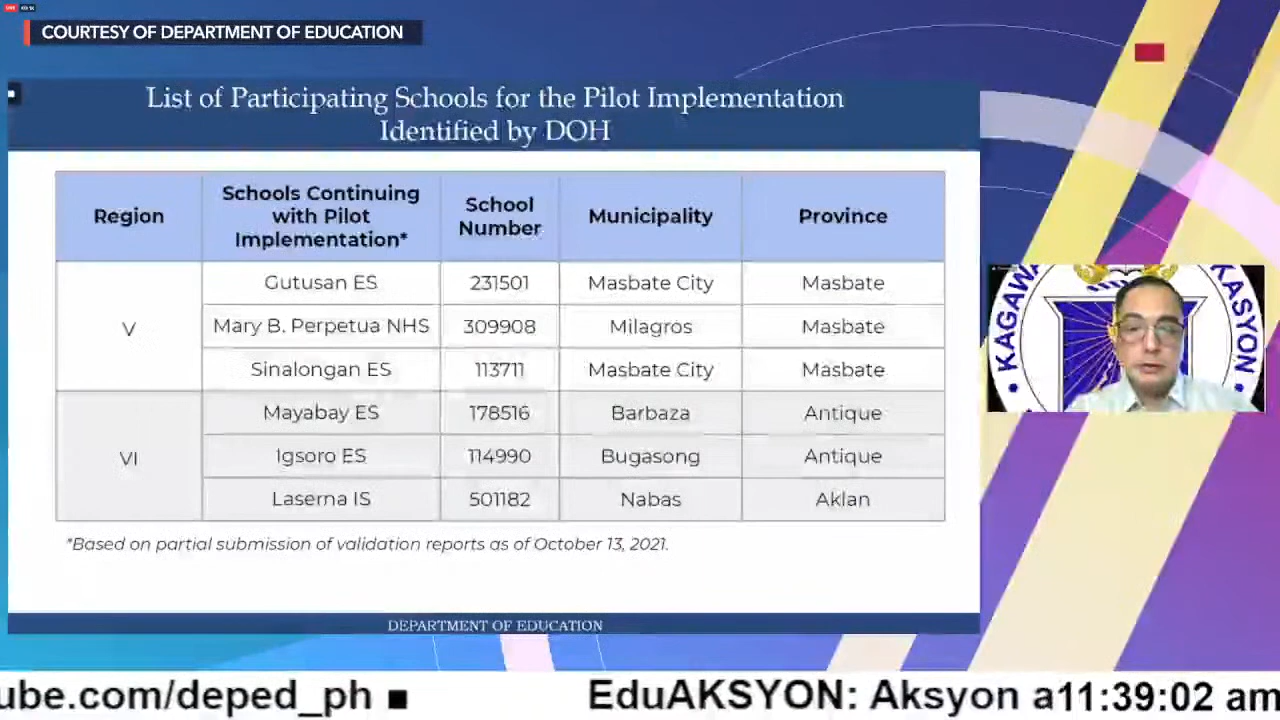 COURTESY OF DEPARTMENT OF EDUCATION
List of Participating Schools for the Pilot Implementation
Identified by DOH
Region
Schools Continuing
with Pilot
Implementation*
School
Number
Municipality
Province
V
Gutusan ES 231501 Masbate City Masbate
Mary B. Perpetua NHS 309908 Milagros Masbate
Sinalongan ES 113711 Masbate City Masbate
VI
Mayabay ES 178516 Barbaza Antique
Igsoro ES 114990 Bugasong Antique
Laserna IS 501182 Nabas Aklan
*Based on partial submission of validation reports as of October 13, 2021.
DEPARTMENT OF EDUCATION
KAGAWA
KASYON
ube.com/deped_ph ■ EduAKSYON: Aksyon a
11:39:02 am